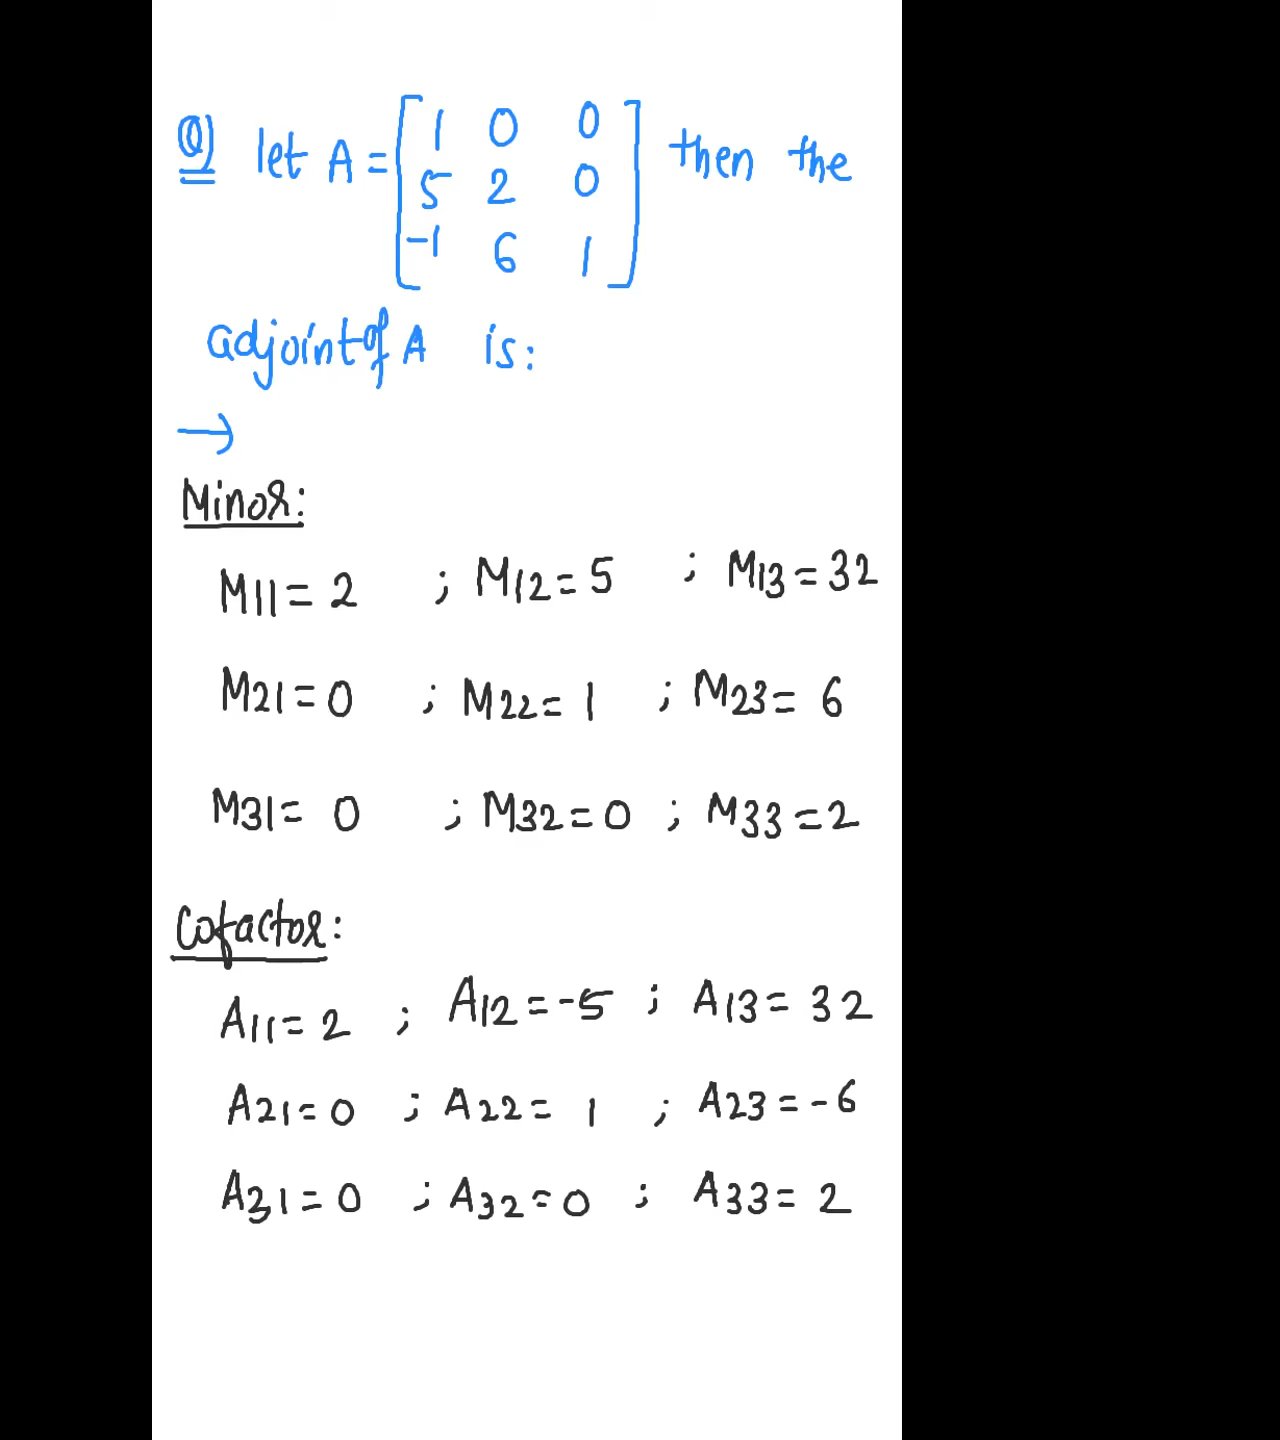 Q) let A = [1 0 0
5 2 0
-1 6 1] then the
adjoint of A is:
→
Minor:
M11 = 2 ; M12 = 5 ; M13 = 32
M21 = 0 ; M22 = 1 ; M23 = 6
M31 = 0 ; M32 = 0 ; M33 = 2
Cofactor:
A11 = 2 ; A12 = -5 ; A13 = 32
A21 = 0 ; A22 = 1 ; A23 = -6
A31 = 0 ; A32 = 0 ; A33 = 2